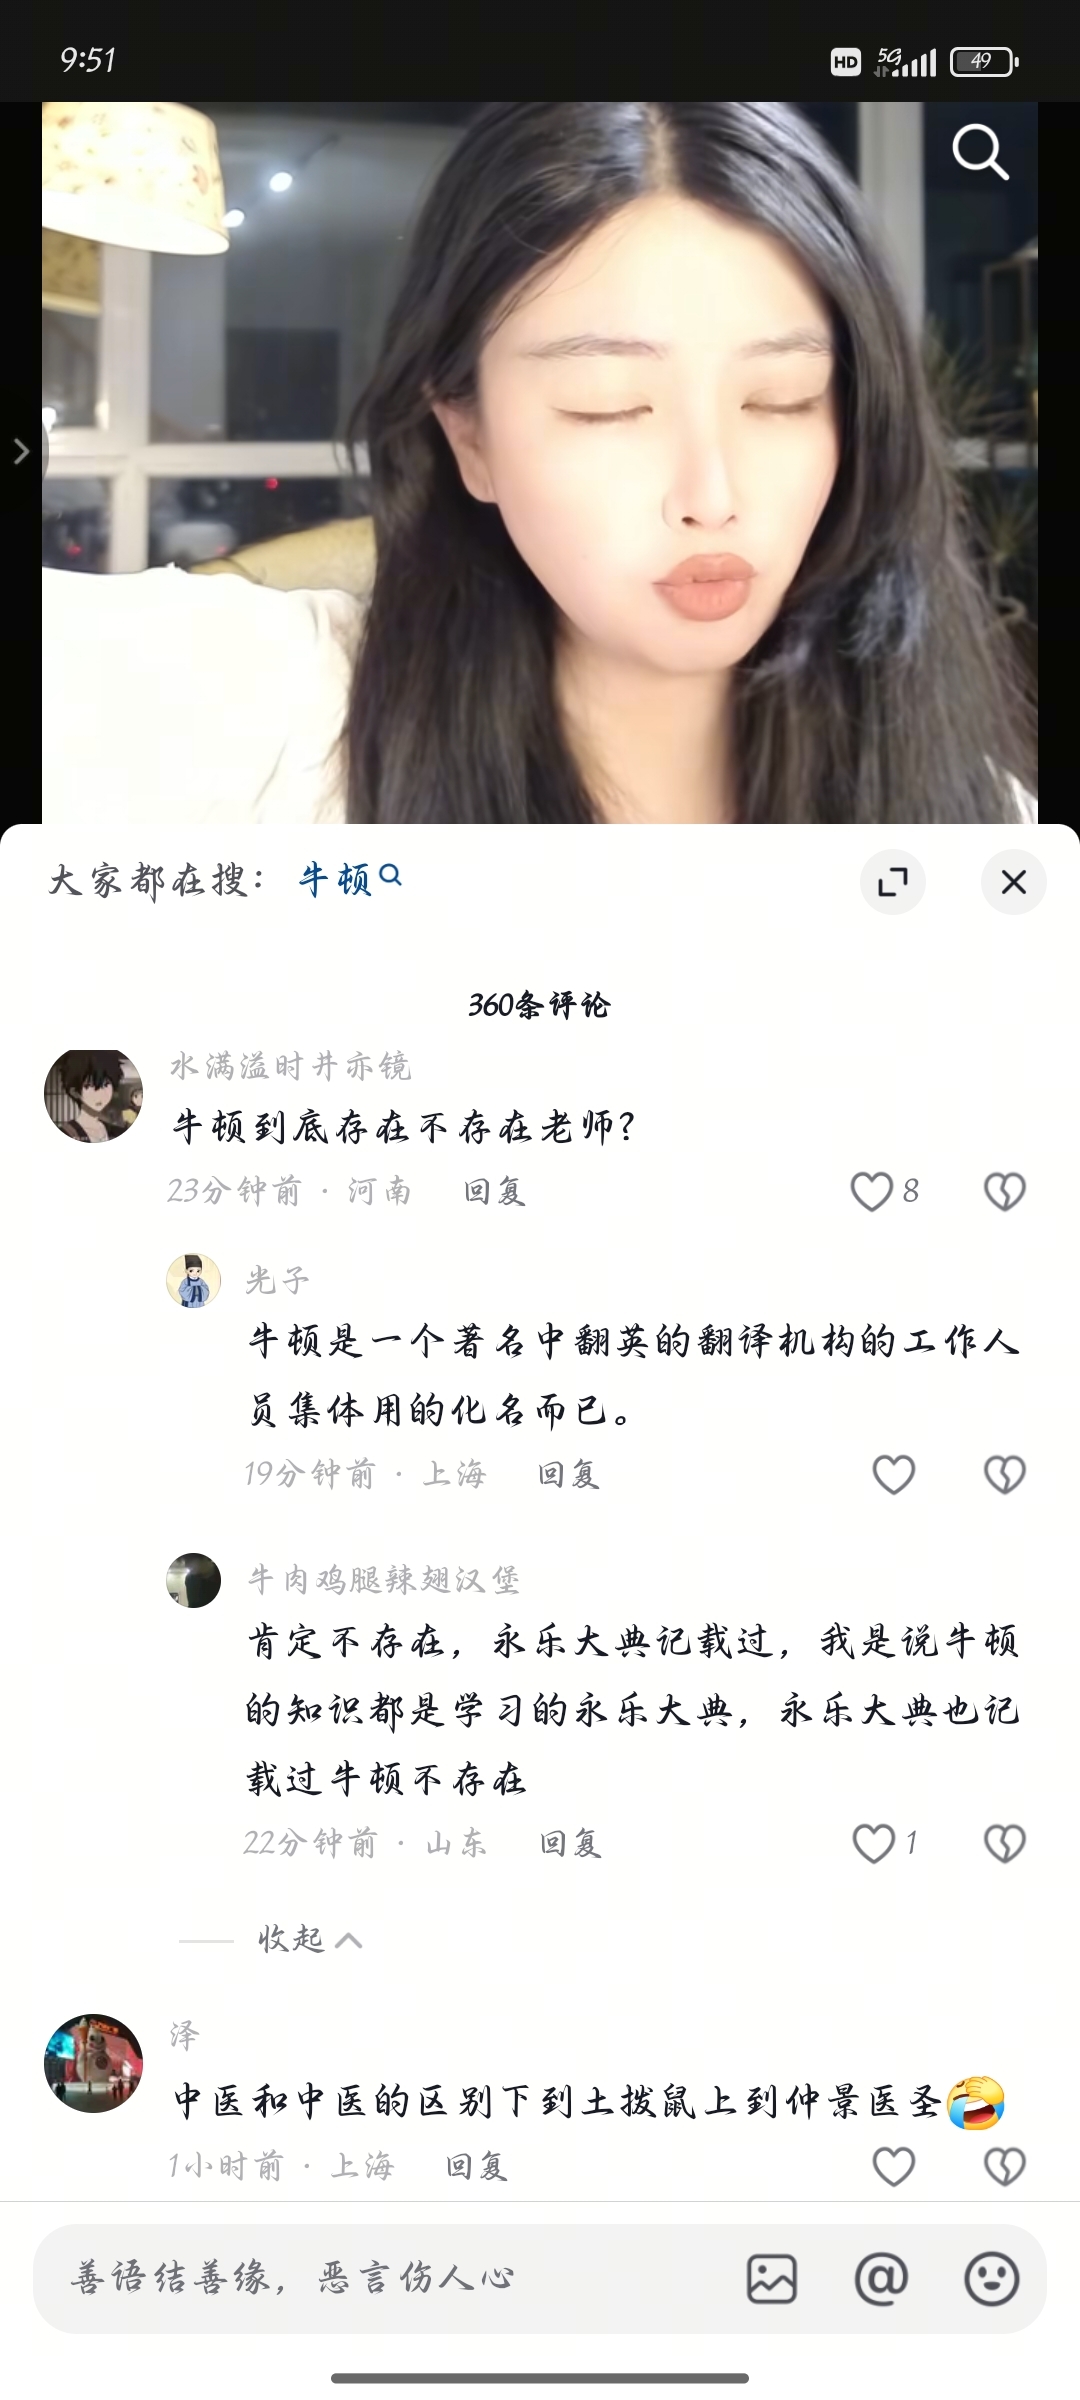 9:51
HD 5G 49
大家都在搜：牛顿
360条评论
水满溢时井亦镜
牛顿到底存在不存在老师？
23分钟前 · 河南 回复 8
光子
牛顿是一个著名中翻英的翻译机构的工作人
员集体用的化名而已。
19分钟前 · 上海 回复
牛肉鸡腿辣翅汉堡
肯定不存在，永乐大典记载过，我是说牛顿
的知识都是学习的永乐大典，永乐大典也记
载过牛顿不存在
22分钟前 · 山东 回复 1
收起
泽
中医和中医的区别下到土拨鼠上到仲景医圣🤣
1小时前 · 上海 回复
善语结善缘，恶言伤人心